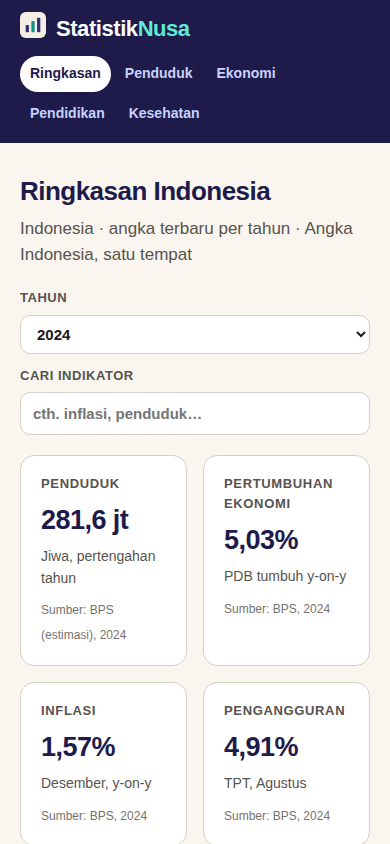 StatistikNusa
Ringkasan Penduduk Ekonomi
Pendidikan Kesehatan
Ringkasan Indonesia
Indonesia · angka terbaru per tahun · Angka
Indonesia, satu tempat
TAHUN
2024
CARI INDIKATOR
cth. inflasi, penduduk…
PENDUDUK
281,6 jt
Jiwa, pertengahan
tahun
Sumber: BPS
(estimasi), 2024
PERTUMBUHAN
EKONOMI
5,03%
PDB tumbuh y-on-y
Sumber: BPS, 2024
INFLASI
1,57%
Desember, y-on-y
Sumber: BPS, 2024
PENGANGGURAN
4,91%
TPT, Agustus
Sumber: BPS, 2024